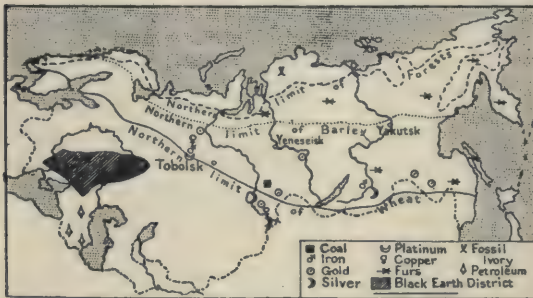 Northern limit of Forests
Northern limit of Barley
Yakutsk
Yeneseisk
Tobolsk
Northern limit of Wheat
Coal
Iron
Gold
Silver
Platinum
Copper
Furs
Black Earth District
Fossil
Ivory
Petroleum